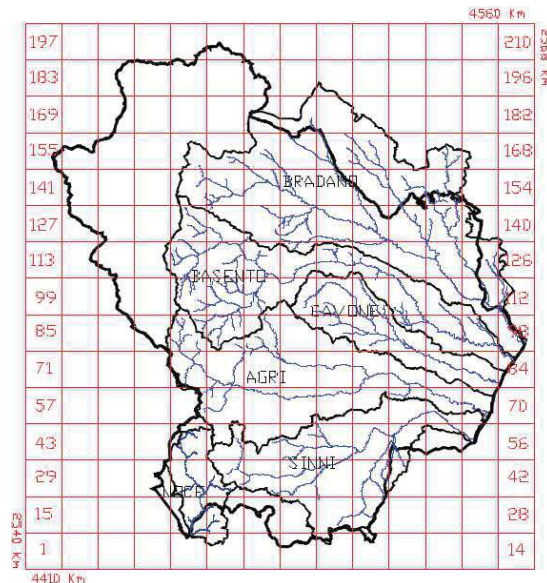 4560 Km
197 210
183 196
169 182
155 168
BRADANO
141 154
127 140
113 126
BASENTO
99 112
CAVONE
85 98
71 84
AGRI
57 70
43 56
SINNI
29 42
NOCE
15 28
1 14
2540 Km
4410 Km